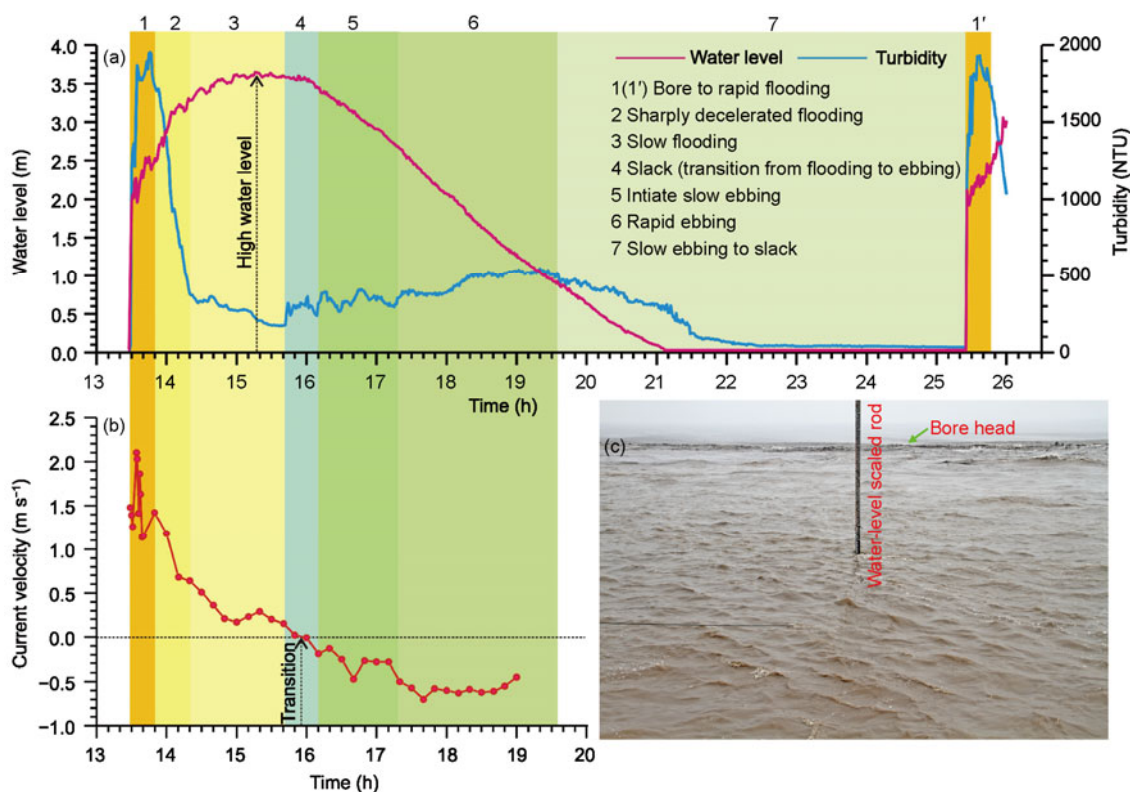 1 2 3 4 5 6 7 1′
(a)
4.0
3.5
3.0
2.5
2.0
1.5
1.0
0.5
0.0
Water level (m)
Water level Turbidity
1(1′) Bore to rapid flooding
2 Sharply decelerated flooding
3 Slow flooding
4 Slack (transition from flooding to ebbing)
5 Intiate slow ebbing
6 Rapid ebbing
7 Slow ebbing to slack
High water level
2000
1500
1000
500
0
Turbidity (NTU)
13 14 15 16 17 18 19 20 21 22 23 24 25 26
Time (h)
(b)
2.5
2.0
1.5
1.0
0.5
0.0
−0.5
−1.0
Current velocity (m s⁻¹)
Transition
13 14 15 16 17 18 19 20
Time (h)
(c)
Bore head
Water-level scaled rod